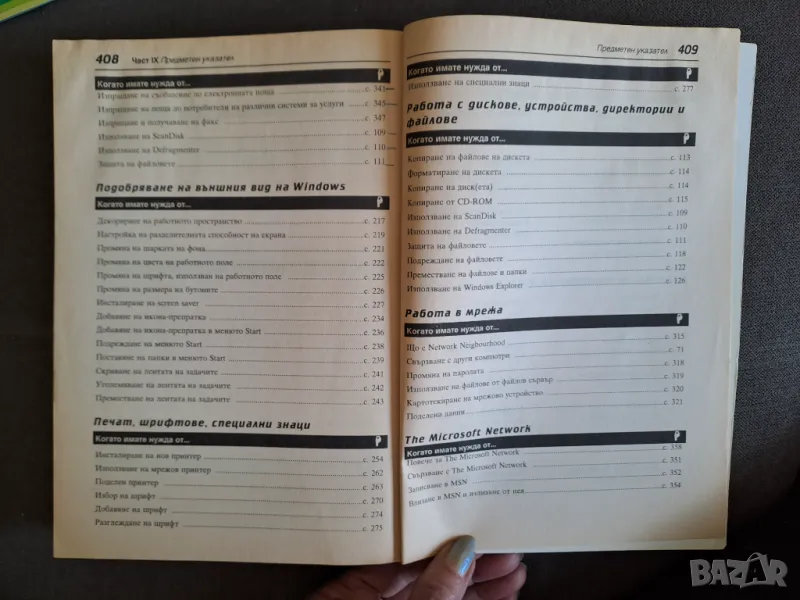 408 Част IX Предметен указател
Когато имате нужда от...
Изпращане на съобщение по електронната поща с. 341
Изпращане на поща до потребители на различни системи за услуги с. 345
Изпращане и получаване на факс с. 347
Използване на ScanDisk с. 109
Използване на Defragmenter с. 110
Защита на файловете с. 111
Подобряване на външния вид на Windows
Когато имате нужда от...
Декориране на работното пространство с. 217
Настройка на разделителната способност на екрана с. 219
Промяна на шарката на фона с. 221
Промяна на цвета на работното поле с. 222
Промяна на шрифта, използван на работното поле с. 225
Промяна на размера на бутоните с. 226
Инсталиране на screen saver с. 227
Добавяне на икона-препратка с. 234
Добавяне на икона-препратка в менюто Start с. 236
Подреждане на менюто Start с. 238
Поставяне на папки в менюто Start с. 239
Скриване на лентата на задачите с. 241
Уголемяване на лентата на задачите с. 242
Преместване на лентата на задачите с. 243
Печат, шрифтове, специални знаци
Когато имате нужда от...
Инсталиране на нов принтер с. 254
Използване на мрежов принтер с. 262
Поделен принтер с. 263
Избор на шрифт с. 270
Добавяне на шрифт с. 274
Разглеждане на шрифт с. 275
Предметен указател 409
Когато имате нужда от...
Използване на специални знаци с. 277
Работа с дискове, устройства, директории и
файлове
Когато имате нужда от...
Копиране на файлове на дискета с. 113
Форматиране на дискета с. 114
Копиране на диск(ета) с. 114
Копиране от CD-ROM с. 115
Използване на ScanDisk с. 109
Използване на Defragmenter с. 110
Защита на файловете с. 111
Подреждане на файловете с. 118
Преместване на файлове и папки с. 122
Използване на Windows Explorer с. 126
Работа в мрежа
Когато имате нужда от...
Що е Network Neigbourhood с. 315
Свързване с други компютри с. 71
Промяна на паролата с. 318
Използване на файлове от файлов сървър с. 319
Картотекиране на мрежово устройство с. 320
Поделени данни с. 321
The Microsoft Network
Когато имате нужда от...
Повече за The Microsoft Network с. 358
Свързване с The Microsoft Network с. 351
Записване в MSN с. 352
Влизане в MSN и излизане от нея с. 354
BAZAR.bg